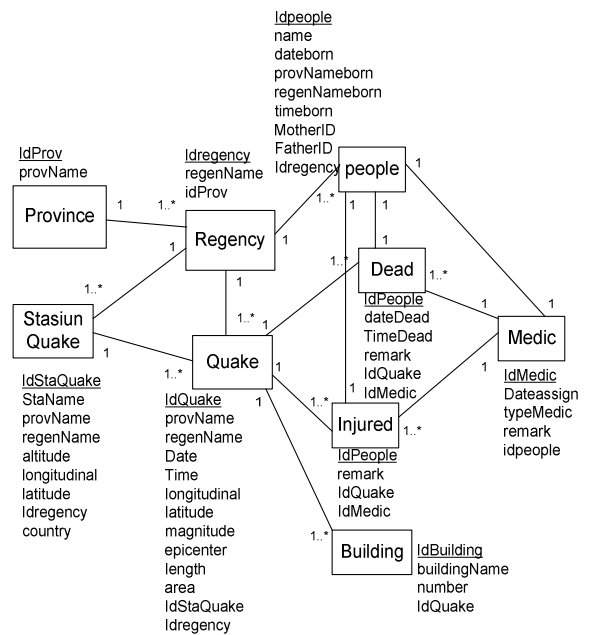 Idpeople
name
dateborn
provNameborn
regenNameborn
timeborn
MotherID
FatherID
Idregency
people
1..*
1
1
1
IdProv
provName
Province
1
1..*
Idregency
regenName
idProv
Regency
1
1
1
Dead
1
1..*
1..*
IdPeople
dateDead
TimeDead
remark
IdQuake
IdMedic
Stasiun
Quake
1..*
1
IdStaQuake
StaName
provName
regenName
altitude
longitudinal
latitude
Idregency
country
Quake
1..*
1
1..*
1
1
IdQuake
provName
regenName
Date
Time
longitudinal
latitude
magnitude
epicenter
length
area
IdStaQuake
Idregency
Medic
1
1
1
IdMedic
Dateassign
typeMedic
remark
idpeople
Injured
1
1..*
1..*
IdPeople
remark
IdQuake
IdMedic
Building
1..*
IdBuilding
buildingName
number
IdQuake